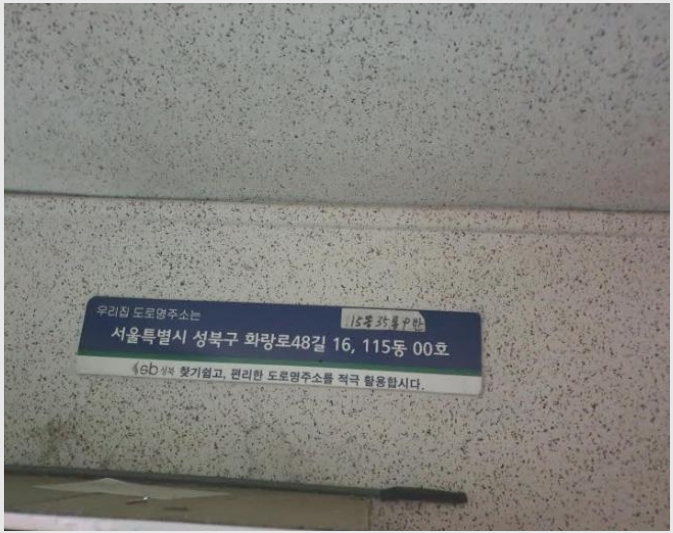 우리집 도로명주소는
15통 35통 반
서울특별시 성북구 화랑로48길 16, 115동 00호
sb 성북 찾기쉽고, 편리한 도로명주소를 적극 활용합시다.